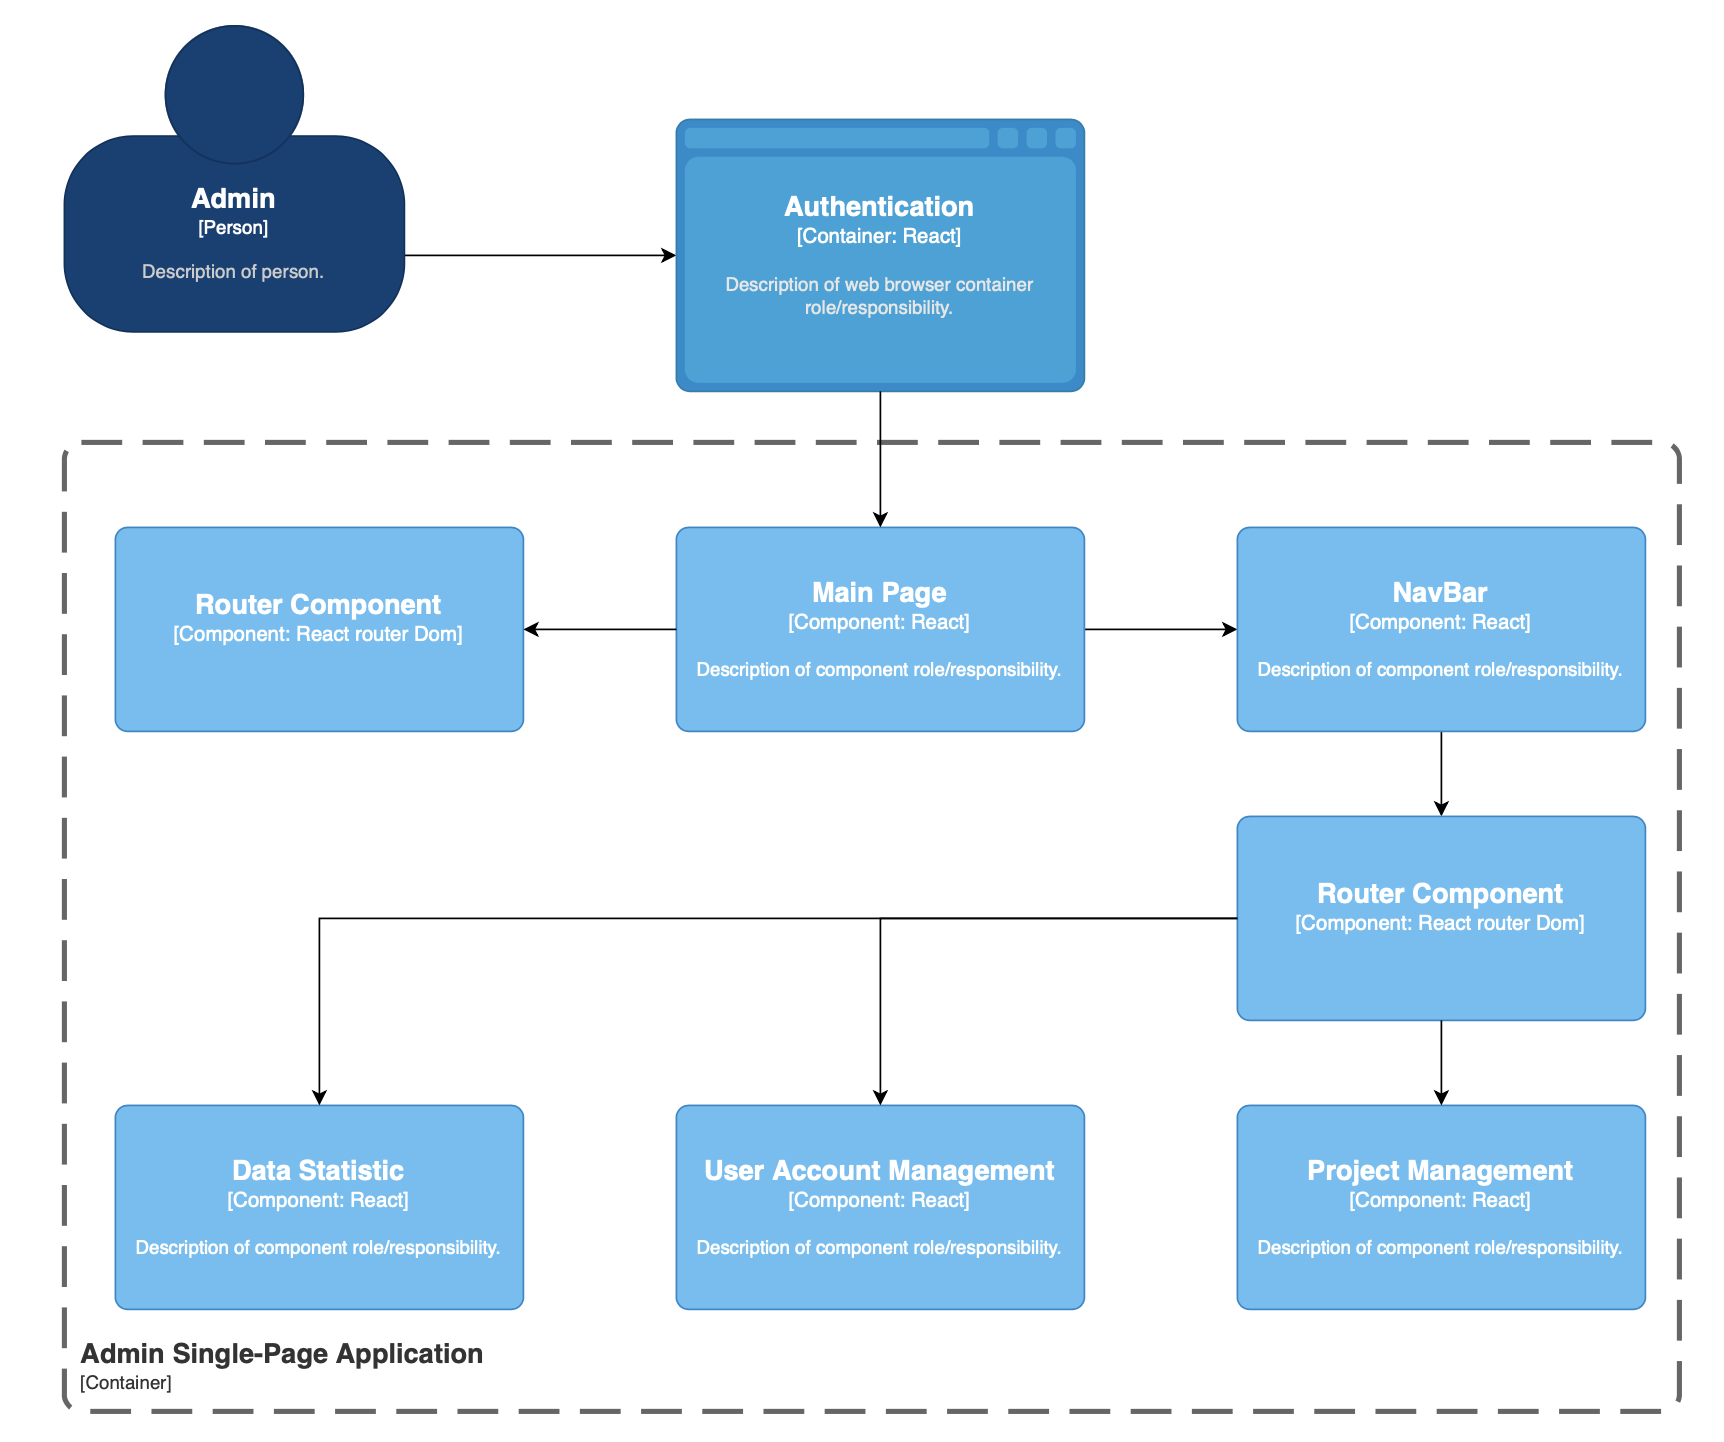 Admin
[Person]
Description of person.
Authentication
[Container: React]
Description of web browser container
role/responsibility.
Router Component
[Component: React router Dom]
Main Page
[Component: React]
Description of component role/responsibility.
NavBar
[Component: React]
Description of component role/responsibility.
Router Component
[Component: React router Dom]
Data Statistic
[Component: React]
Description of component role/responsibility.
User Account Management
[Component: React]
Description of component role/responsibility.
Project Management
[Component: React]
Description of component role/responsibility.
Admin Single-Page Application
[Container]